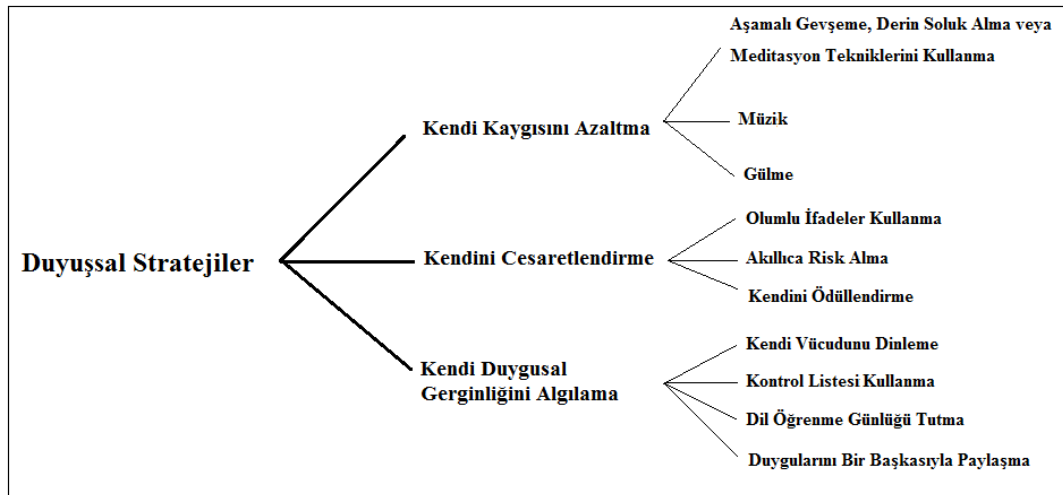 Aşamalı Gevşeme, Derin Soluk Alma veya
Meditasyon Tekniklerini Kullanma
Kendi Kaygısını Azaltma
Müzik
Gülme
Olumlu İfadeler Kullanma
Duyuşsal Stratejiler
Kendini Cesaretlendirme
Akıllıca Risk Alma
Kendini Ödüllendirme
Kendi Vücudunu Dinleme
Kendi Duygusal
Gerginliğini Algılama
Kontrol Listesi Kullanma
Dil Öğrenme Günlüğü Tutma
Duygularını Bir Başkasıyla Paylaşma